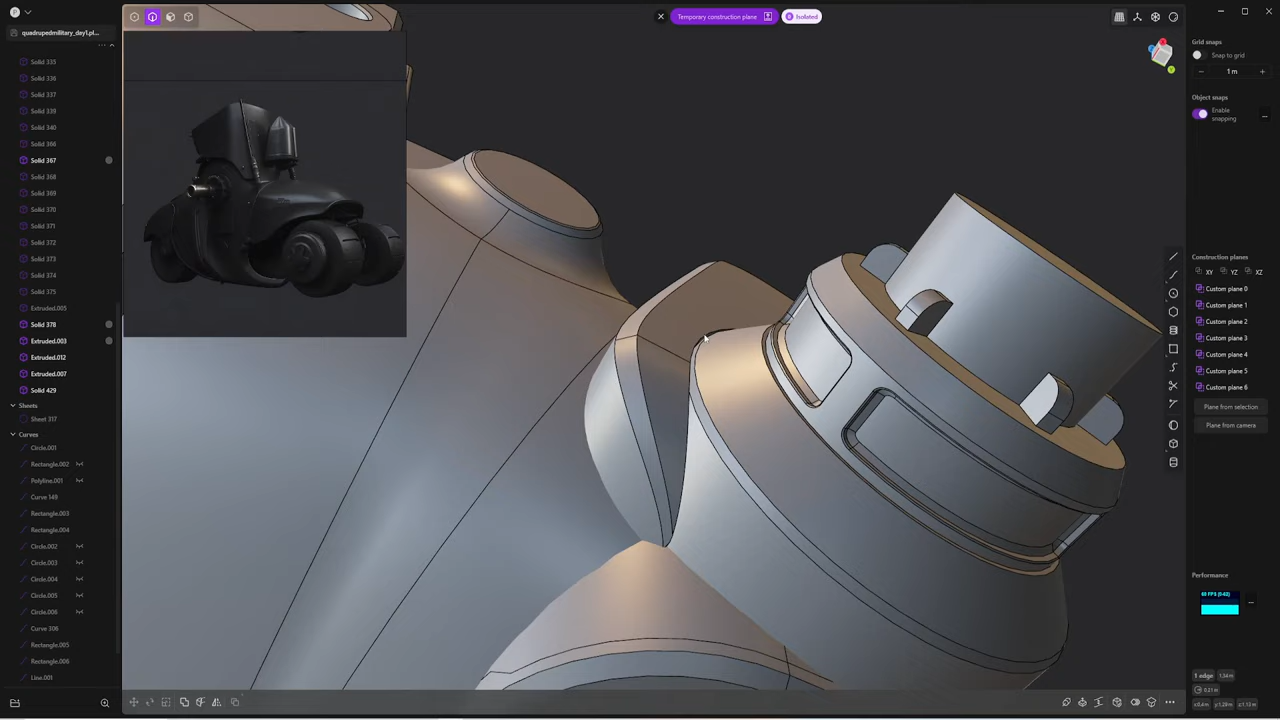 P
quadrupedmilitary_day1.pl...
Solid 335
Solid 336
Solid 337
Solid 339
Solid 340
Solid 366
Solid 367
Solid 368
Solid 369
Solid 370
Solid 371
Solid 372
Solid 373
Solid 374
Solid 375
Extruded.005
Solid 378
Extruded.003
Extruded.012
Extruded.007
Solid 429
Sheets
Sheet 317
Curves
Circle.001
Rectangle.002
Polyline.001
Curve 149
Rectangle.003
Rectangle.004
Circle.002
Circle.003
Circle.004
Circle.005
Circle.006
Curve 306
Rectangle.005
Rectangle.006
Line.001
Temporary construction plane
Isolated
Grid snaps
Snap to grid
1 m
Object snaps
Enable
snapping
Construction planes
XY
YZ
XZ
Custom plane 0
Custom plane 1
Custom plane 2
Custom plane 3
Custom plane 4
Custom plane 5
Custom plane 6
Plane from selection
Plane from camera
Performance
1 edge